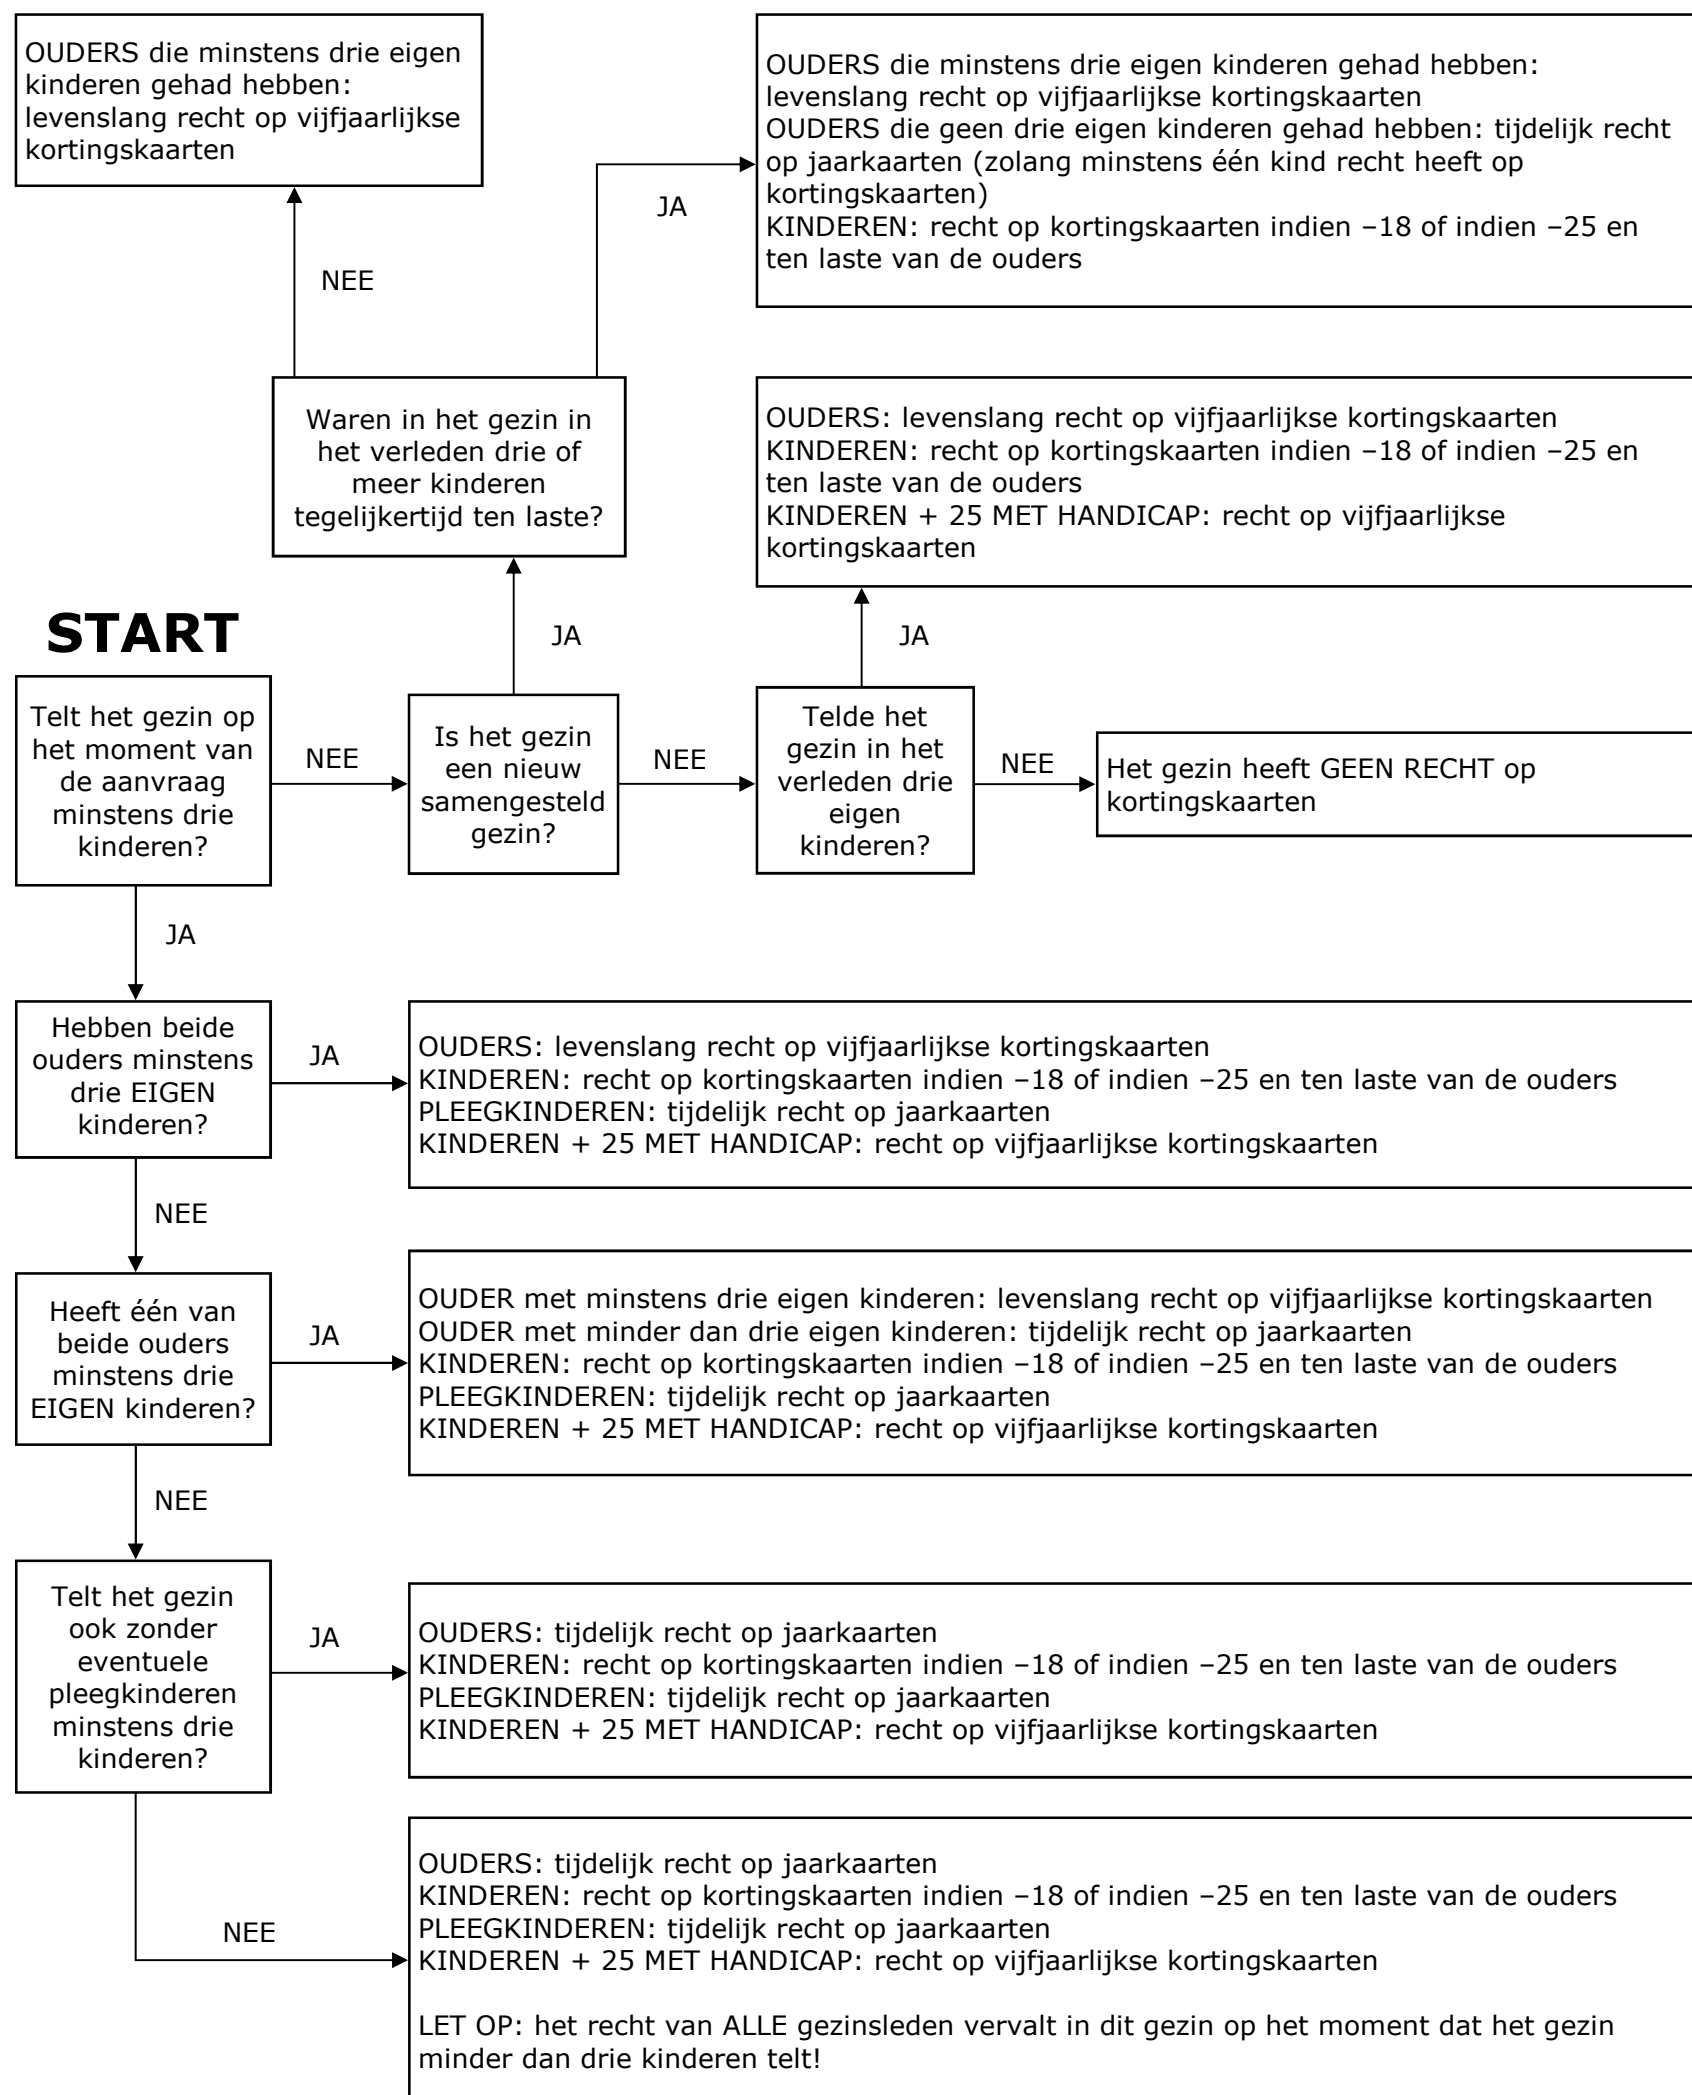 OUDERS die minstens drie eigen
kinderen gehad hebben:
levenslang recht op vijfjaarlijkse
kortingskaarten
OUDERS die minstens drie eigen kinderen gehad hebben:
levenslang recht op vijfjaarlijkse kortingskaarten
OUDERS die geen drie eigen kinderen gehad hebben: tijdelijk recht
op jaarkaarten (zolang minstens één kind recht heeft op
kortingskaarten)
KINDEREN: recht op kortingskaarten indien –18 of indien –25 en
ten laste van de ouders
JA
NEE
Waren in het gezin in
het verleden drie of
meer kinderen
tegelijkertijd ten laste?
OUDERS: levenslang recht op vijfjaarlijkse kortingskaarten
KINDEREN: recht op kortingskaarten indien –18 of indien –25 en
ten laste van de ouders
KINDEREN + 25 MET HANDICAP: recht op vijfjaarlijkse
kortingskaarten
START
JA
JA
Telt het gezin op
het moment van
de aanvraag
minstens drie
kinderen?
NEE
Is het gezin
een nieuw
samengesteld
gezin?
NEE
Telde het
gezin in het
verleden drie
eigen
kinderen?
NEE
Het gezin heeft GEEN RECHT op
kortingskaarten
JA
Hebben beide
ouders minstens
drie EIGEN
kinderen?
JA
OUDERS: levenslang recht op vijfjaarlijkse kortingskaarten
KINDEREN: recht op kortingskaarten indien –18 of indien –25 en ten laste van de ouders
PLEEGKINDEREN: tijdelijk recht op jaarkaarten
KINDEREN + 25 MET HANDICAP: recht op vijfjaarlijkse kortingskaarten
NEE
Heeft één van
beide ouders
minstens drie
EIGEN kinderen?
JA
OUDER met minstens drie eigen kinderen: levenslang recht op vijfjaarlijkse kortingskaarten
OUDER met minder dan drie eigen kinderen: tijdelijk recht op jaarkaarten
KINDEREN: recht op kortingskaarten indien –18 of indien –25 en ten laste van de ouders
PLEEGKINDEREN: tijdelijk recht op jaarkaarten
KINDEREN + 25 MET HANDICAP: recht op vijfjaarlijkse kortingskaarten
NEE
Telt het gezin
ook zonder
eventuele
pleegkinderen
minstens drie
kinderen?
JA
OUDERS: tijdelijk recht op jaarkaarten
KINDEREN: recht op kortingskaarten indien –18 of indien –25 en ten laste van de ouders
PLEEGKINDEREN: tijdelijk recht op jaarkaarten
KINDEREN + 25 MET HANDICAP: recht op vijfjaarlijkse kortingskaarten
NEE
OUDERS: tijdelijk recht op jaarkaarten
KINDEREN: recht op kortingskaarten indien –18 of indien –25 en ten laste van de ouders
PLEEGKINDEREN: tijdelijk recht op jaarkaarten
KINDEREN + 25 MET HANDICAP: recht op vijfjaarlijkse kortingskaarten
LET OP: het recht van ALLE gezinsleden vervalt in dit gezin op het moment dat het gezin
minder dan drie kinderen telt!